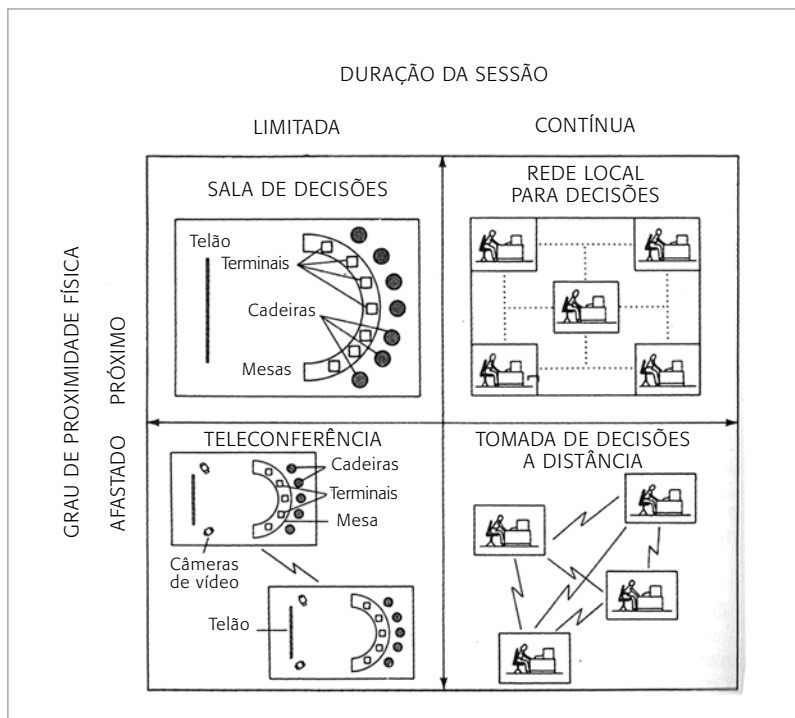 DURAÇÃO DA SESSÃO
LIMITADA
CONTÍNUA
GRAU DE PROXIMIDADE FÍSICA
PRÓXIMO
AFASTADO
SALA DE DECISÕES
Telão
Terminais
Cadeiras
Mesas
REDE LOCAL
PARA DECISÕES
TELECONFERÊNCIA
Cadeiras
Terminais
Mesa
Câmeras
de vídeo
Telão
TOMADA DE DECISÕES
A DISTÂNCIA